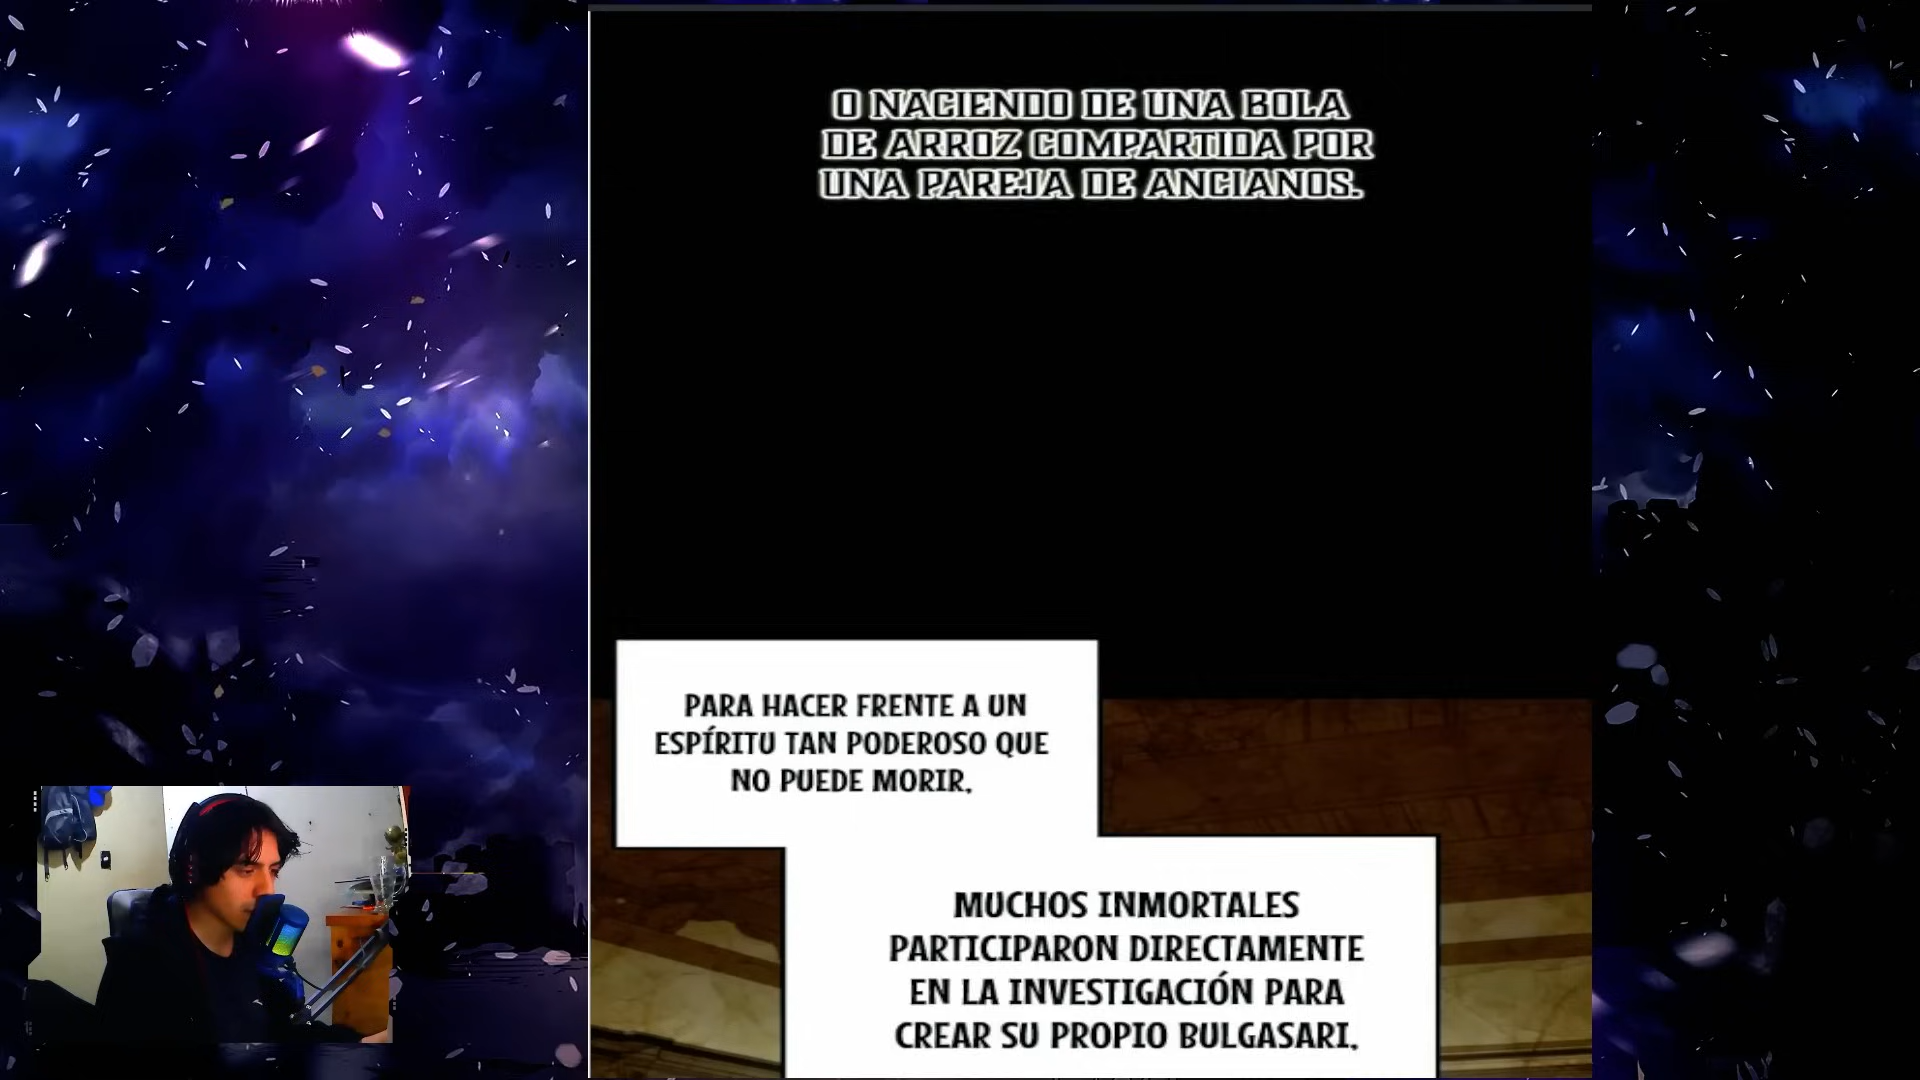 O NACIENDO DE UNA BOLA
DE ARROZ COMPARTIDA POR
UNA PAREJA DE ANCIANOS.
PARA HACER FRENTE A UN
ESPÍRITU TAN PODEROSO QUE
NO PUEDE MORIR.
MUCHOS INMORTALES
PARTICIPARON DIRECTAMENTE
EN LA INVESTIGACIÓN PARA
CREAR SU PROPIO BULGASARI.